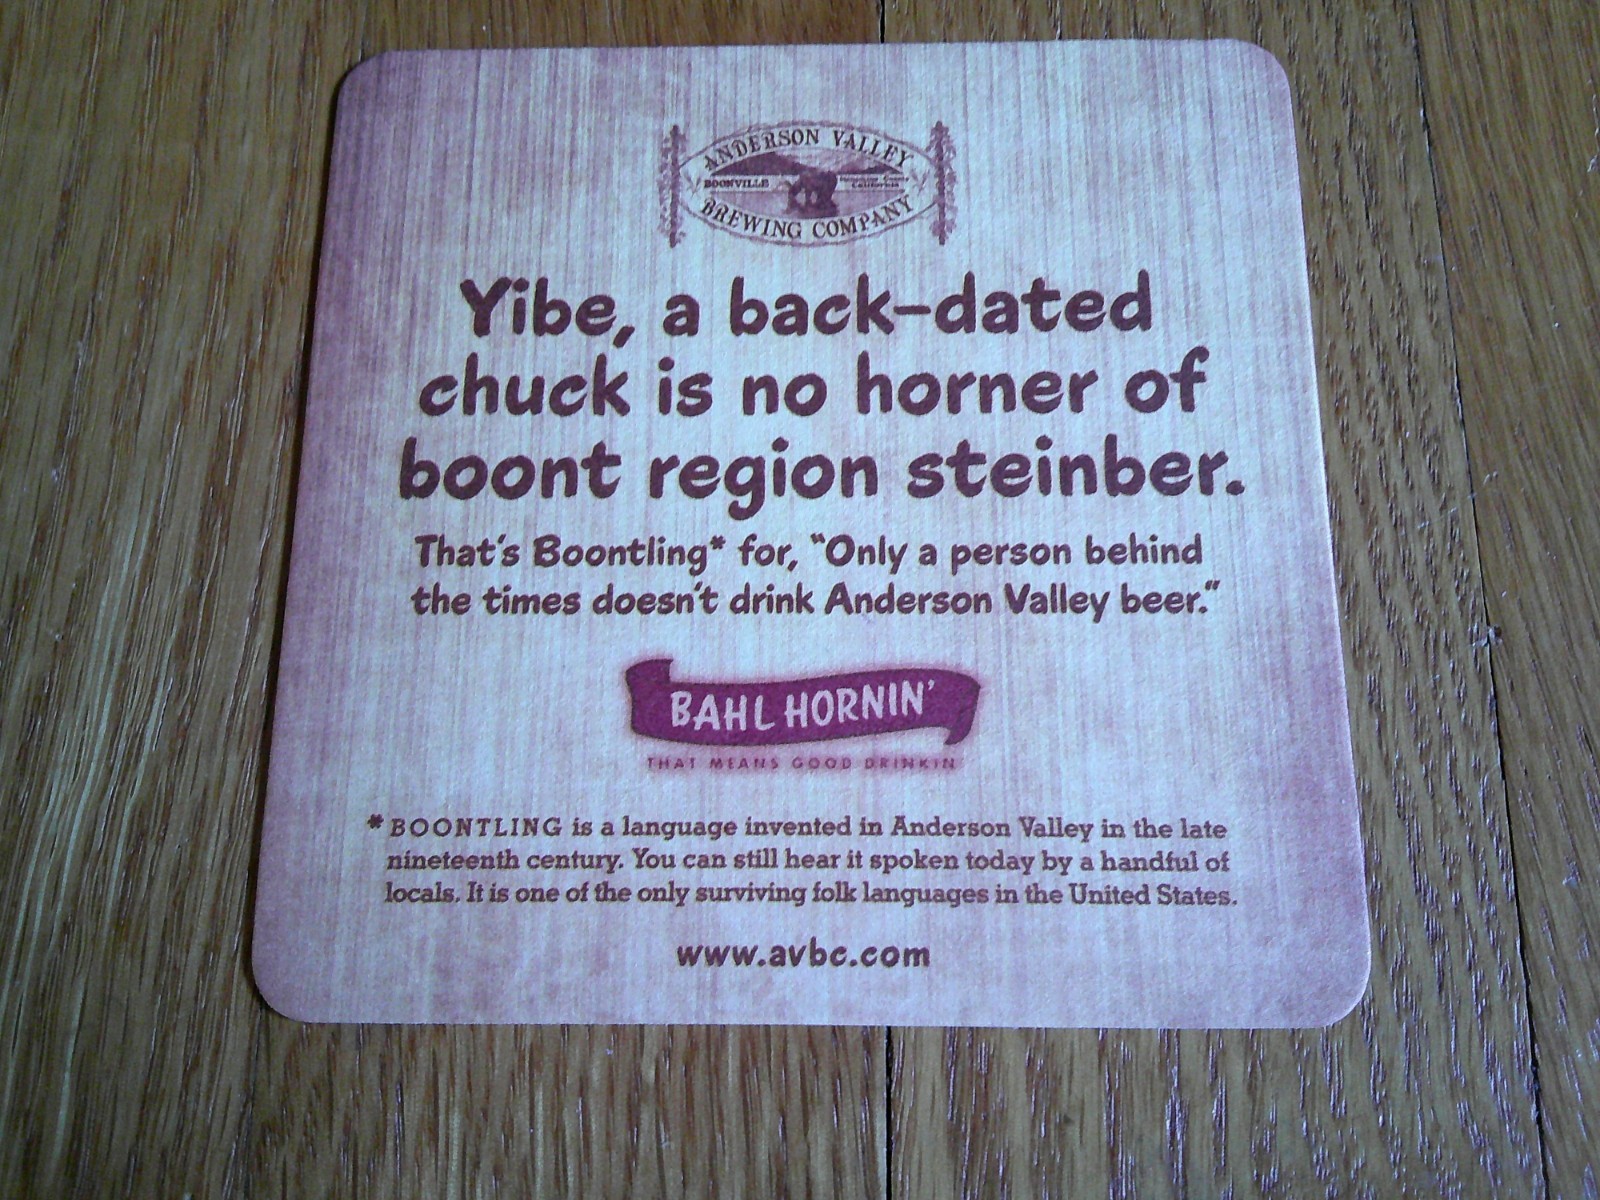 ANDERSON VALLEY
BOONVILLE
California
BREWING COMPANY
Yibe, a back-dated
chuck is no horner of
boont region steinber.
That's Boontling* for, "Only a person behind
the times doesn't drink Anderson Valley beer."
BAHL HORNIN'
THAT MEANS GOOD DRINKIN
*BOONTLING is a language invented in Anderson Valley in the late
nineteenth century. You can still hear it spoken today by a handful of
locals. It is one of the only surviving folk languages in the United States.
www.avbc.com